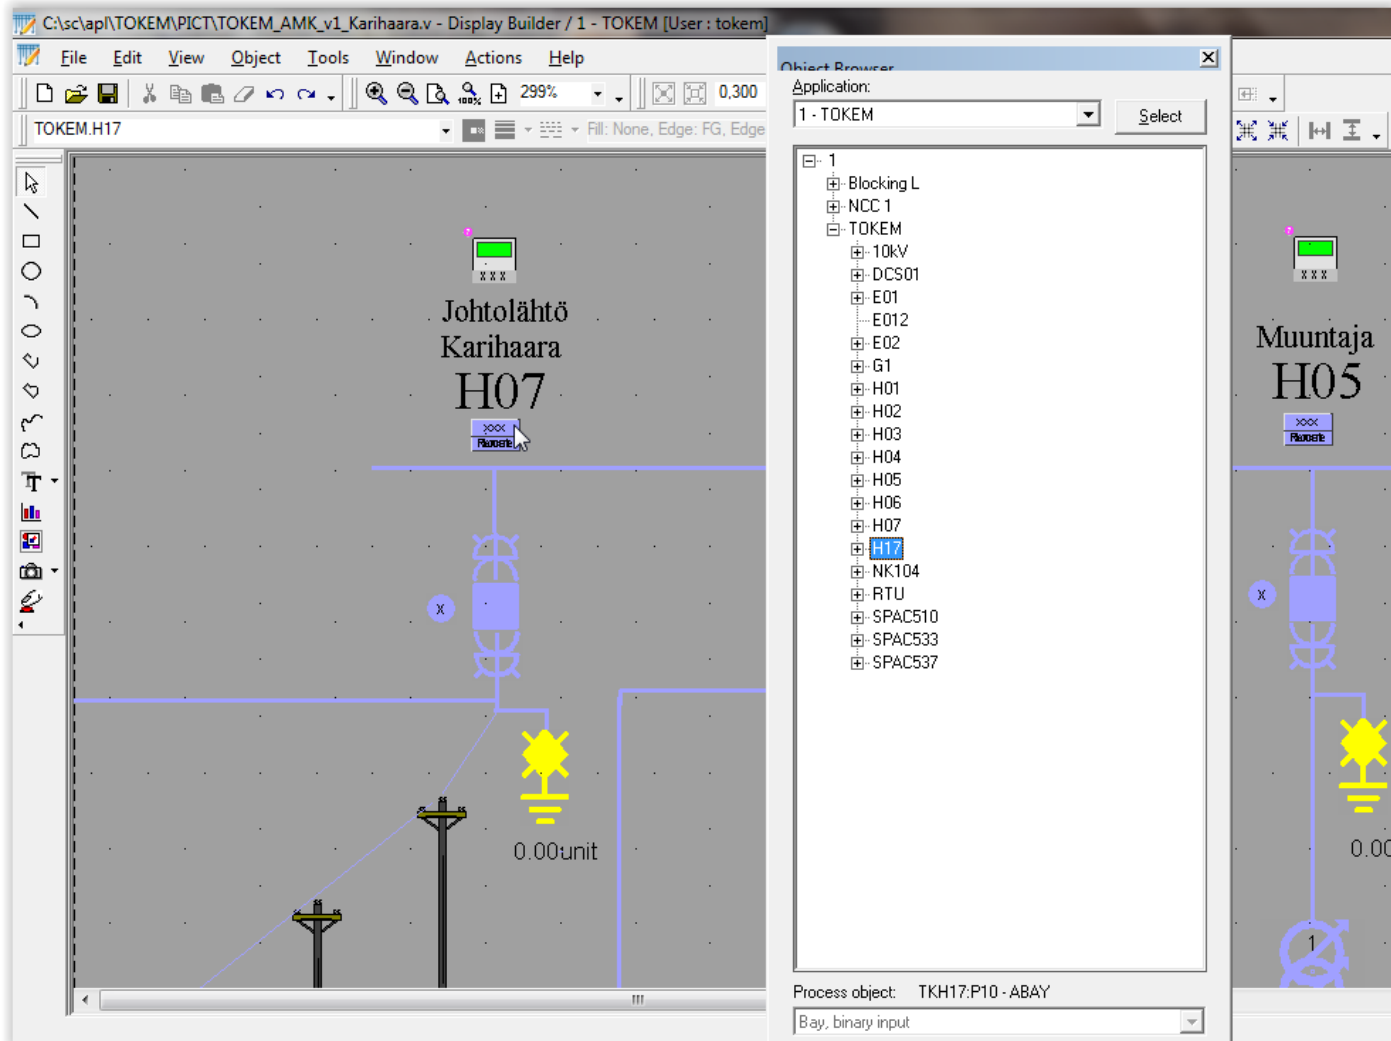 C:\sc\apl\TOKEM\PICT\TOKEM_AMK_v1_Karihaara.v - Display Builder / 1 - TOKEM [User : tokem]
File Edit View Object Tools Window Actions Help
299% 0,300
TOKEM.H17 Fill: None, Edge: FG, Edge
Object Browser
Application:
1 - TOKEM Select
1
Blocking L
NCC 1
TOKEM
10kV
DCS01
E01
E012
E02
G1
H01
H02
H03
H04
H05
H06
H07
H17
NK104
RTU
SPAC510
SPAC533
SPAC537
Process object: TKH17:P10 - ABAY
Bay, binary input
X X X
Johtolähtö
Karihaara
H07
XXX
X
0.00unit
X X X
Muuntaja
H05
XXX
X
0.00
1